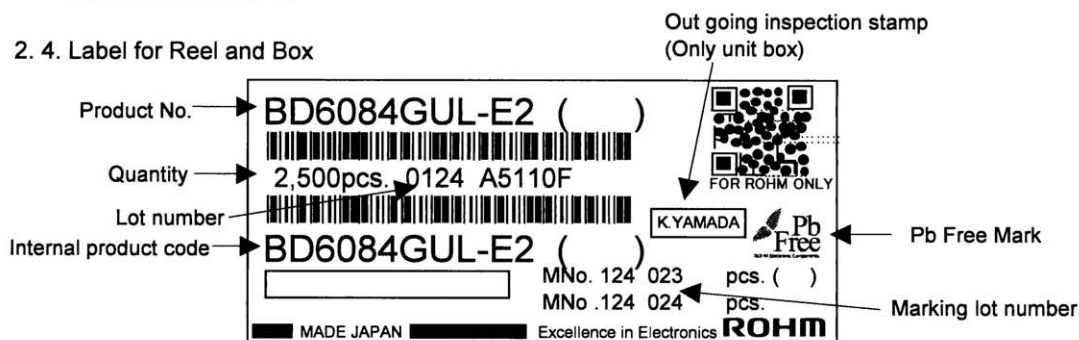 Out going inspection stamp
(Only unit box)
2. 4. Label for Reel and Box
Product No.
BD6084GUL-E2 ( )
Quantity
2,500pcs. 0124 A5110F
FOR ROHM ONLY
Lot number
K.YAMADA
Pb
Free
Pb Free Mark
Internal product code
BD6084GUL-E2 ( )
MNo. 124 023 pcs. ( )
MNo .124 024 pcs.
Marking lot number
MADE JAPAN
Excellence in Electronics ROHM